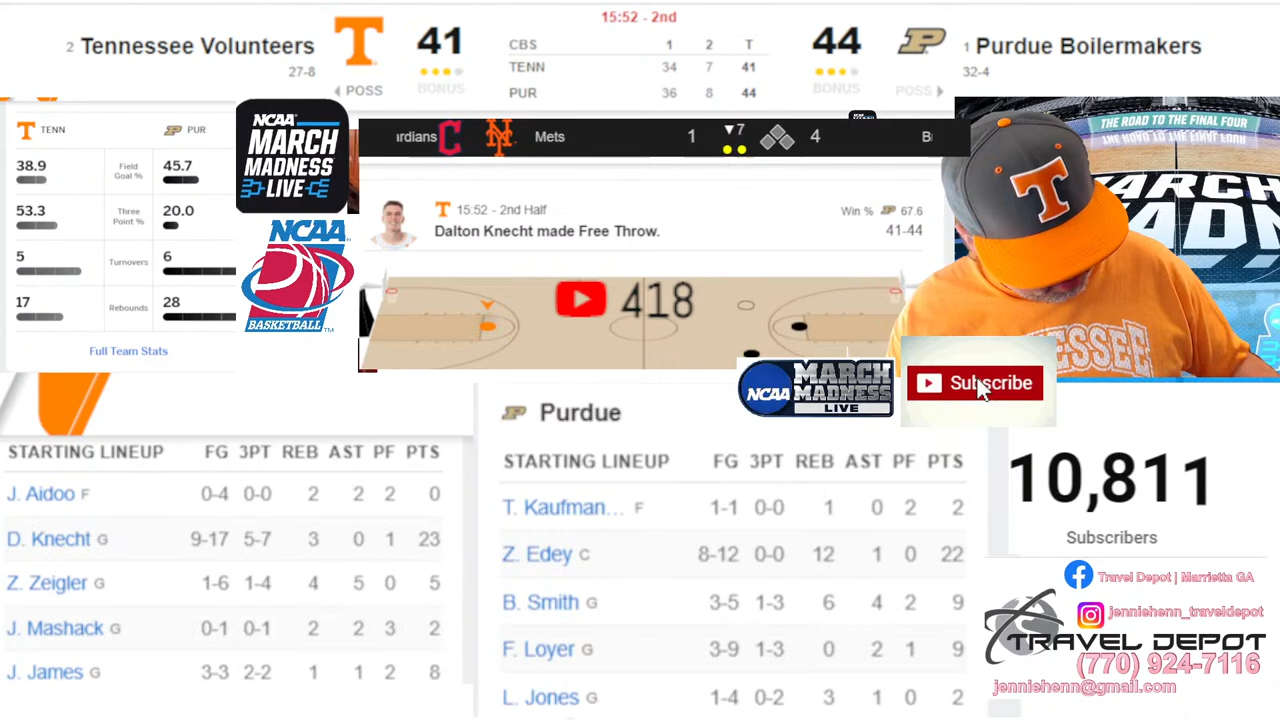 15:52 - 2nd
2 Tennessee Volunteers
27-8
T
41
BONUS
POSS
CBS 1 2 T
TENN 34 7 41
PUR 36 8 44
44
BONUS
P
POSS
1 Purdue Boilermakers
32-4
T TENN P PUR
38.9 Field Goal % 45.7
53.3 Three Point % 20.0
5 Turnovers 6
17 Rebounds 28
Full Team Stats
NCAA
MARCH
MADNESS
LIVE
NCAA
BASKETBALL™
rdians C NY Mets 1 ▼7 4 B
T 15:52 - 2nd Half
Dalton Knecht made Free Throw.
Win % P 67.6
41-44
418
THE ROAD TO THE FINAL FOUR
ARCH
ADN
T
NESSEE
NCAA MARCH
MADNESS
LIVE
Subscribe
STARTING LINEUP FG 3PT REB AST PF PTS
J. Aidoo F 0-4 0-0 2 2 2 0
D. Knecht G 9-17 5-7 3 0 1 23
Z. Zeigler G 1-6 1-4 4 5 0 5
J. Mashack G 0-1 0-1 2 2 3 2
J. James G 3-3 2-2 1 1 2 8
P Purdue
STARTING LINEUP FG 3PT REB AST PF PTS
T. Kaufman... F 1-1 0-0 1 0 2 2
Z. Edey C 8-12 0-0 12 1 0 22
B. Smith G 3-5 1-3 6 4 2 9
F. Loyer G 3-9 1-3 0 2 1 9
L. Jones G 1-4 0-2 3 1 0 2
10,811
Subscribers
Travel Depot | Marrietta GA
jenniehenn_traveldepot
TRAVEL DEPOT
(770) 924-7116
jenniehenn@gmail.com